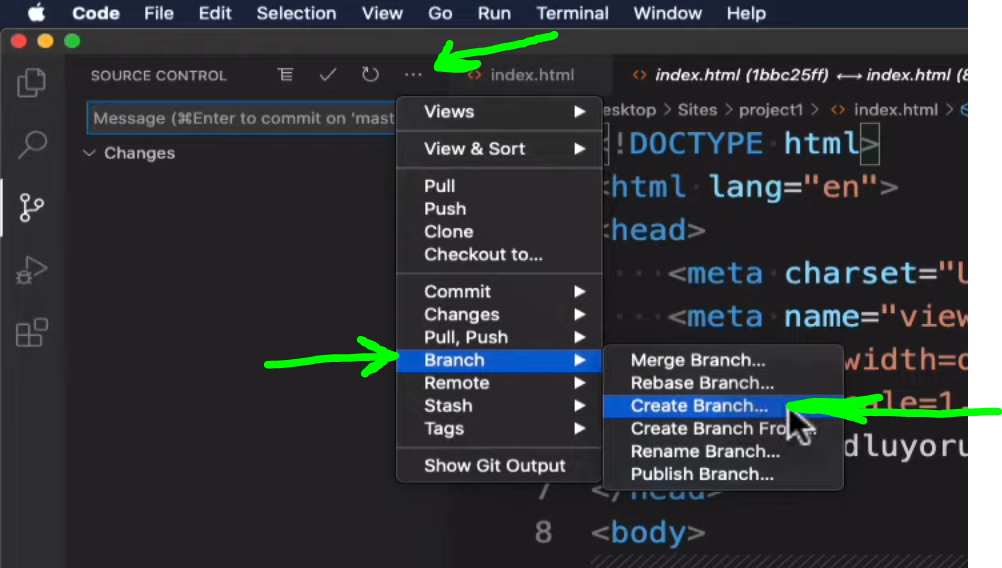 Code File Edit Selection View Go Run Terminal Window Help
SOURCE CONTROL
index.html
index.html (1bbc25ff) ⟷ index.html (8
Message (⌘Enter to commit on 'mast
Changes
esktop > Sites > project1 > index.html >
Views
View & Sort
Pull
Push
Clone
Checkout to...
Commit
Changes
Pull, Push
Branch
Remote
Stash
Tags
Show Git Output
Merge Branch...
Rebase Branch...
Create Branch...
Create Branch Fro
Rename Branch...
Publish Branch...
!DOCTYPE html>
html lang="en">
head>
<meta charset="U
<meta name="view
width=d
ale=1.
dluyoru
7 </head>
8 <body>